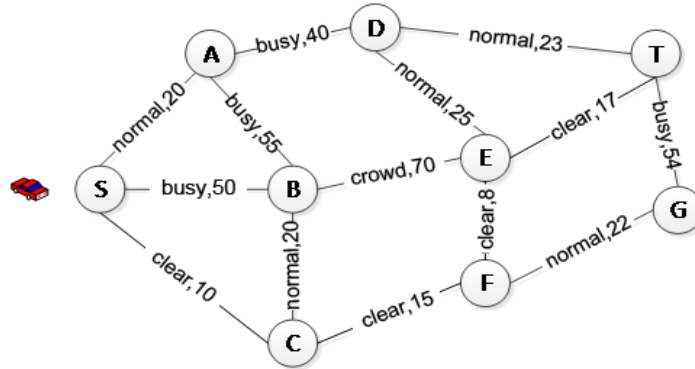 D
busy,40
normal,23
A
T
normal,20
busy,55
normal,25
clear,17
busy,54
E
crowd,70
S
busy,50
B
G
clear,8
normal,20
normal,22
clear,10
F
clear,15
C